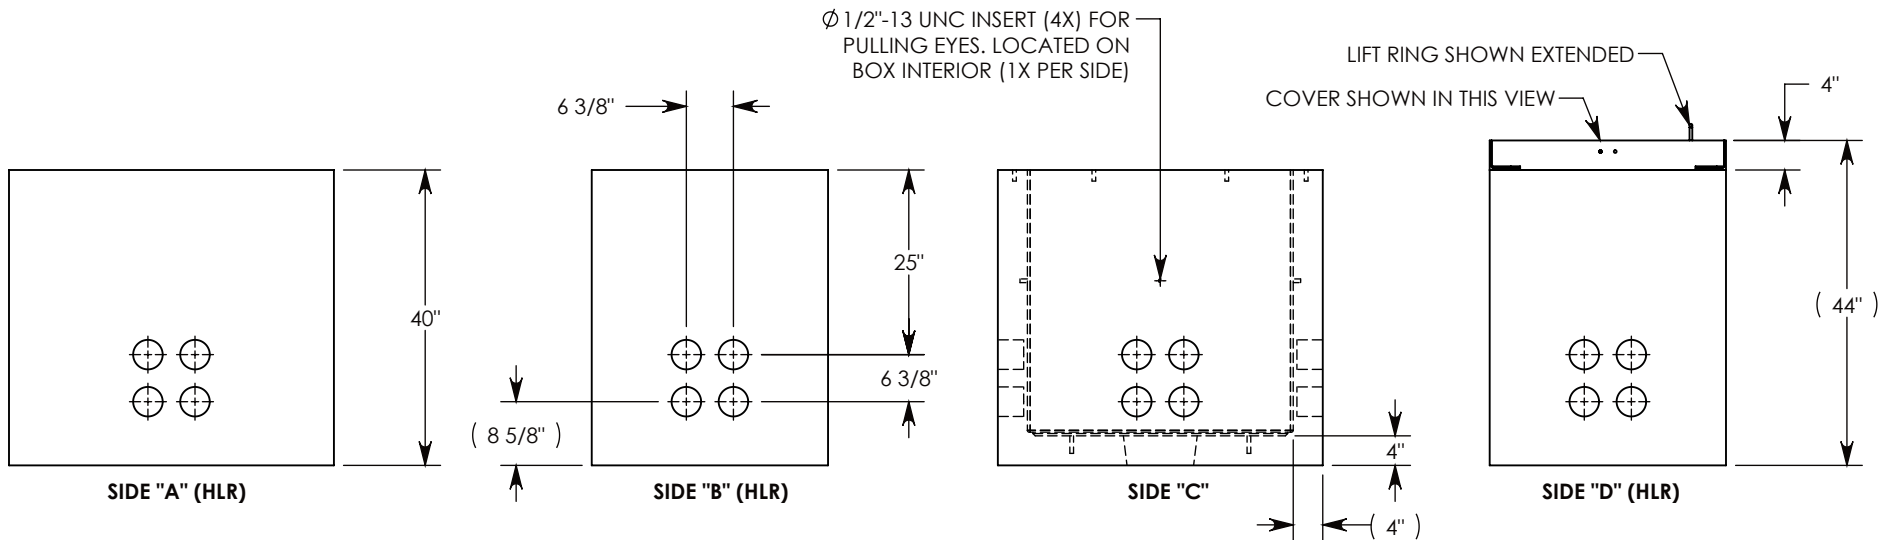 Ø 1/2"-13 UNC INSERT (4X) FOR
PULLING EYES. LOCATED ON
BOX INTERIOR (1X PER SIDE)
LIFT RING SHOWN EXTENDED
COVER SHOWN IN THIS VIEW
4"
6 3/8"
40"
25"
6 3/8"
( 8 5/8" )
4"
( 4" )
( 44" )
SIDE "A" (HLR)
SIDE "B" (HLR)
SIDE "C"
SIDE "D" (HLR)